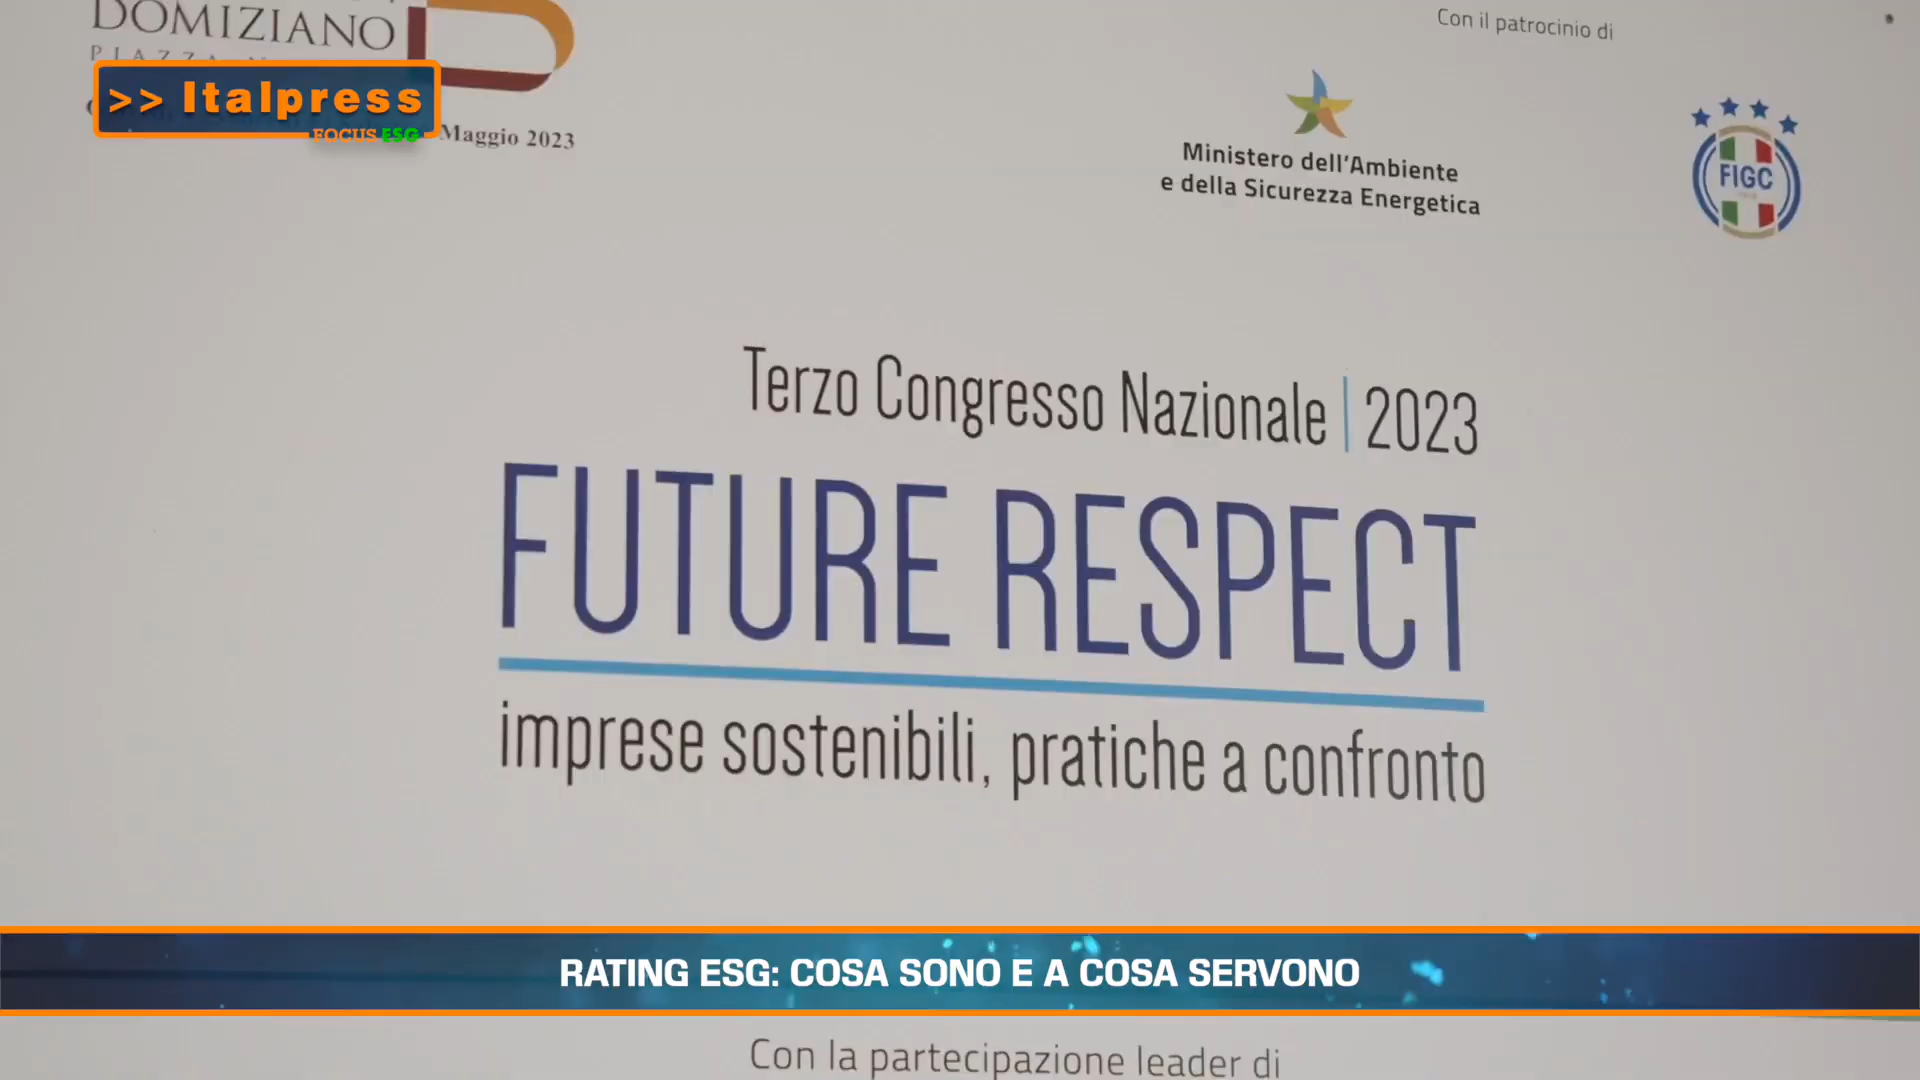 DOMIZIANO
>> Italpress
FOCUS ESG
Maggio 2023
Con il patrocinio di
Ministero dell'Ambiente
e della Sicurezza Energetica
FIGC
Terzo Congresso Nazionale | 2023
FUTURE RESPECT
imprese sostenibili, pratiche a confronto
RATING ESG: COSA SONO E A COSA SERVONO
Con la partecipazione leader di